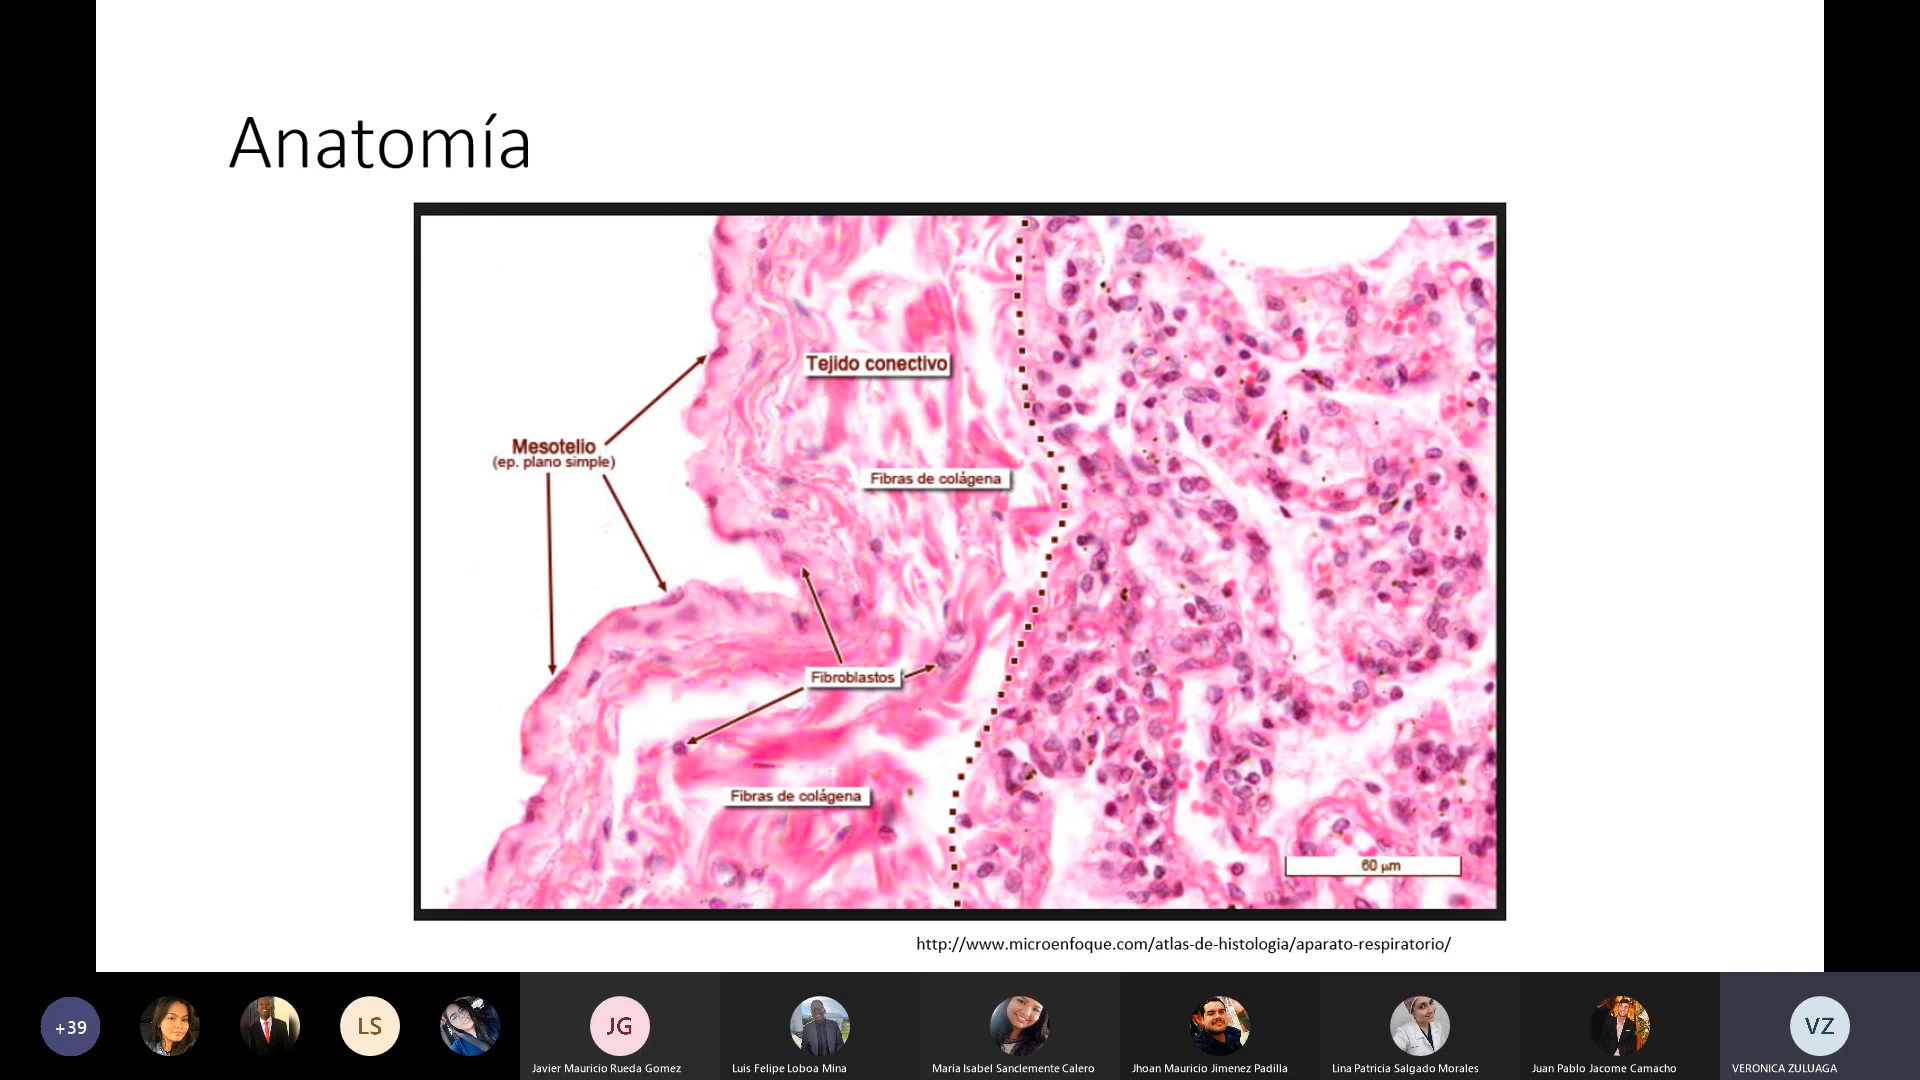 Anatomía
Tejido conectivo
Mesotelio
(ep. plano simple)
Fibras de colágena
Fibroblastos
Fibras de colágena
60 µm
http://www.microenfoque.com/atlas-de-histologia/aparato-respiratorio/
+39
LS
JG
VZ
Javier Mauricio Rueda Gomez
Luis Felipe Loboa Mina
Maria Isabel Sanclemente Calero
Jhoan Mauricio Jimenez Padilla
Lina Patricia Salgado Morales
Juan Pablo Jacome Camacho
VERONICA ZULUAGA